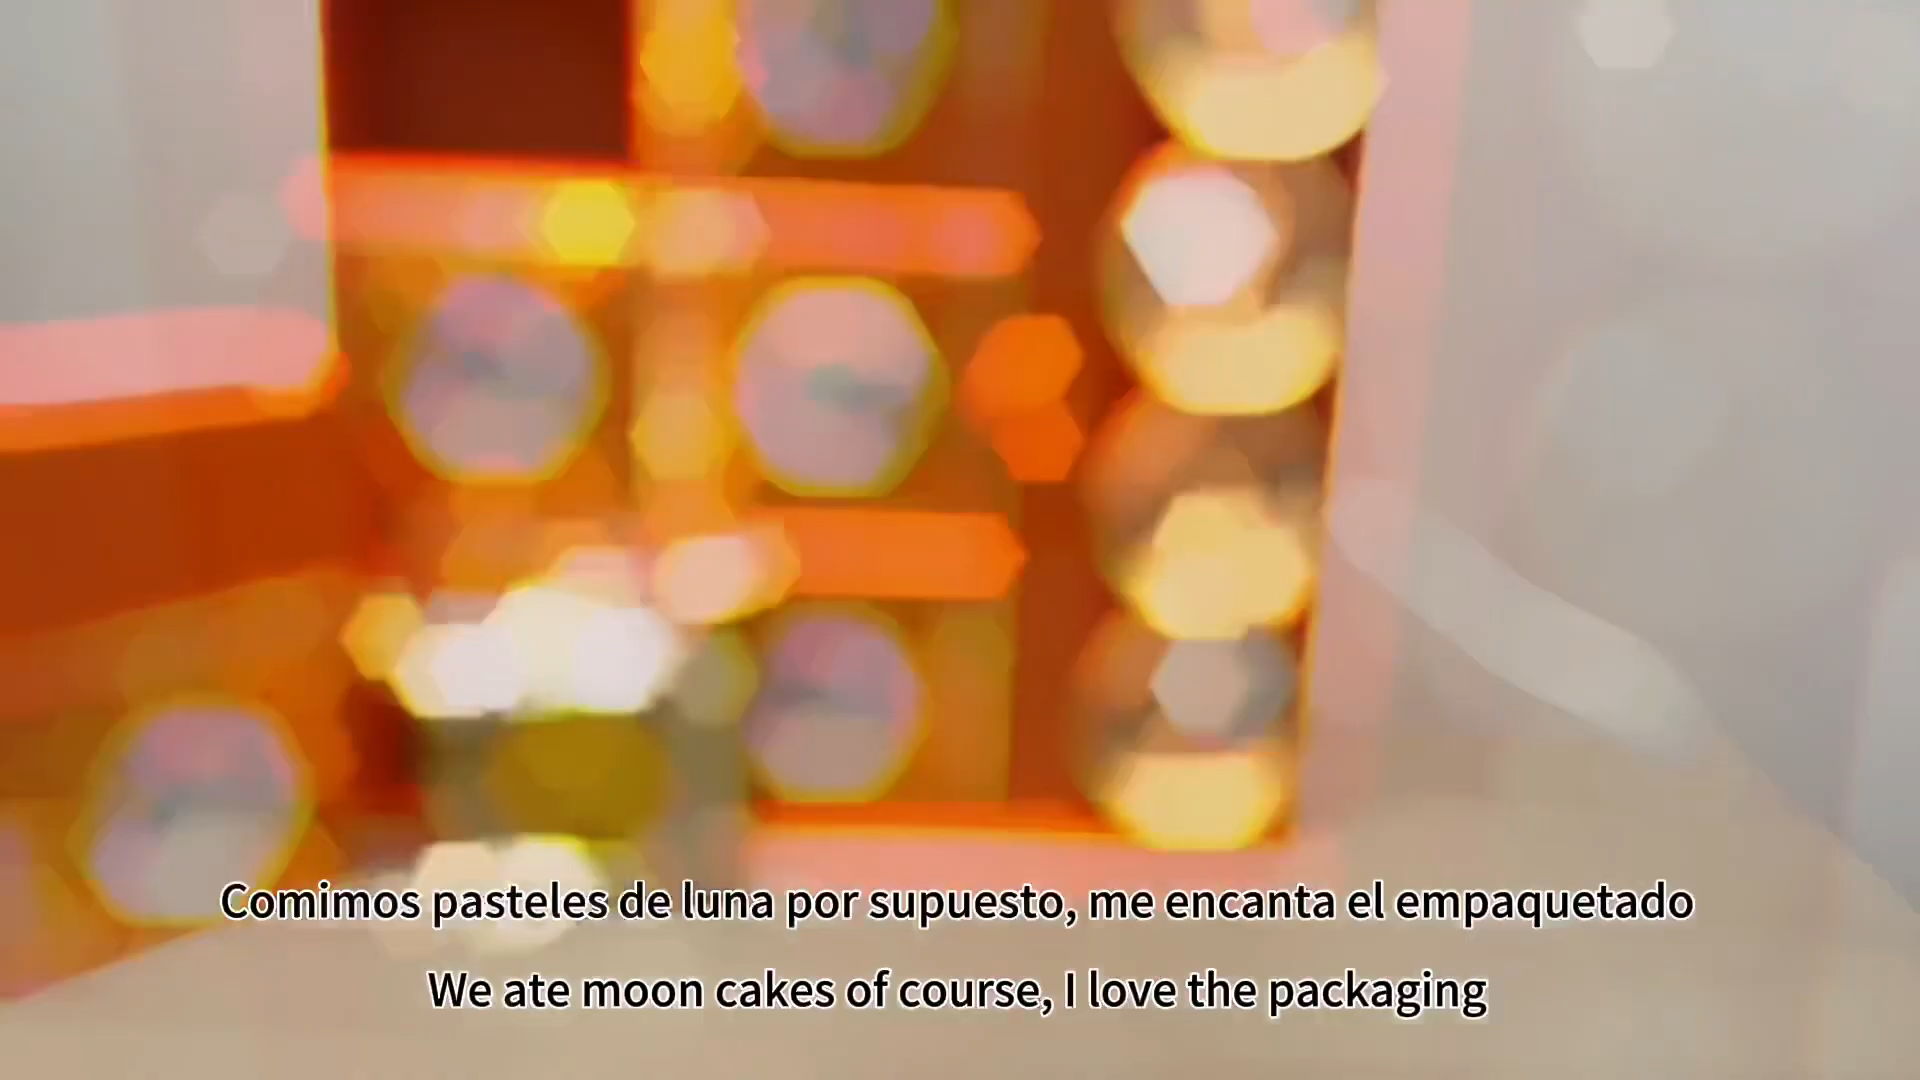 Comimos pasteles de luna por supuesto, me encanta el empaquetado
We ate moon cakes of course, I love the packaging